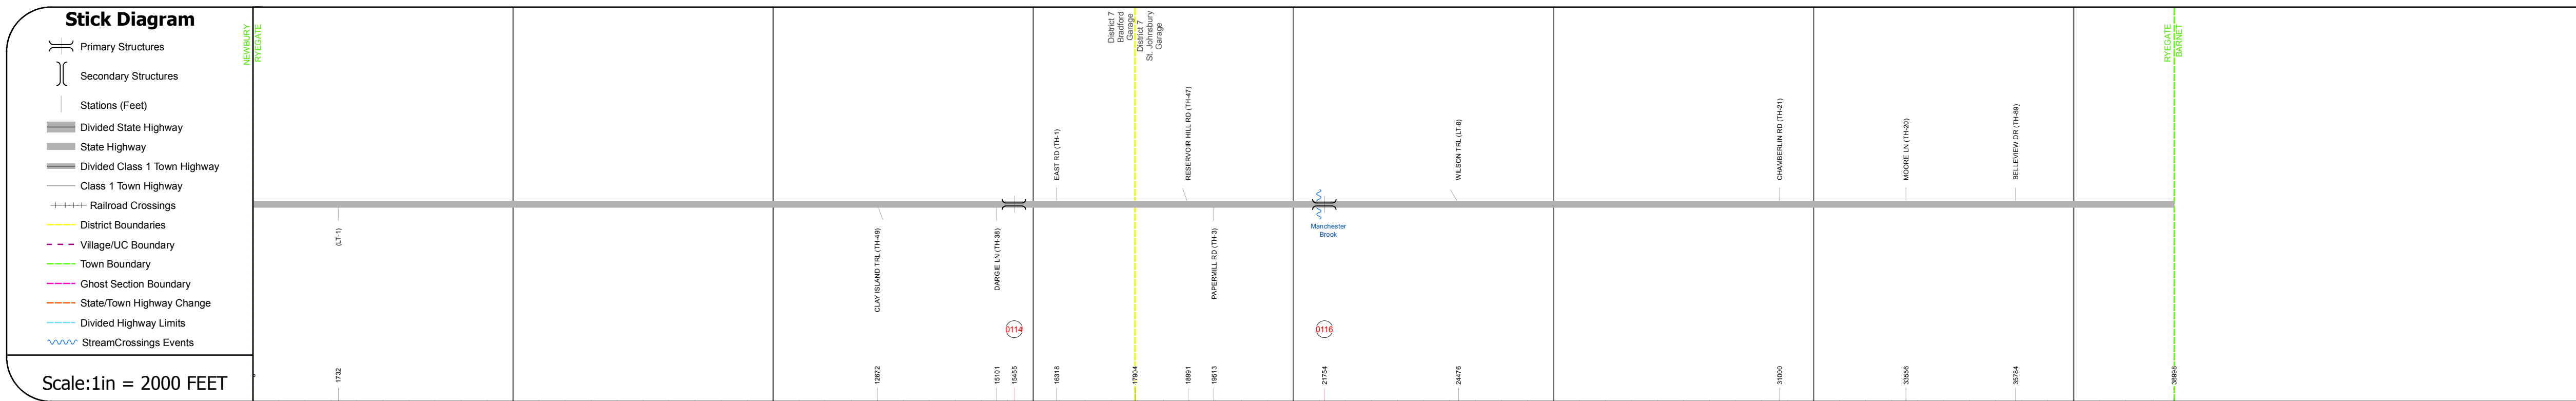 Stick Diagram
Primary Structures
Secondary Structures
Stations (Feet)
Divided State Highway
State Highway
Divided Class 1 Town Highway
Class 1 Town Highway
Railroad Crossings
District Boundaries
Village/UC Boundary
Town Boundary
Ghost Section Boundary
State/Town Highway Change
Divided Highway Limits
StreamCrossings Events
Scale:1in = 2000 FEET
NEWBURY
RYEGATE
District 7
Bradford
Garage
District 7
St. Johnsbury
Garage
RYEGATE
BARNET
EAST RD (TH-1)
RESERVOIR HILL RD (TH-47)
WILSON TRL (LT-8)
CHAMBERLIN RD (TH-21)
MOORE LN (TH-20)
BELLEVIEW DR (TH-89)
(LT-1)
CLAY ISLAND TRL (TH-49)
DARGIE LN (TH-38)
PAPERMILL RD (TH-3)
Manchester
Brook
0114
0116
1732
12672
15101
15455
16318
17904
18991
19513
21754
24476
31000
33556
35784
38998